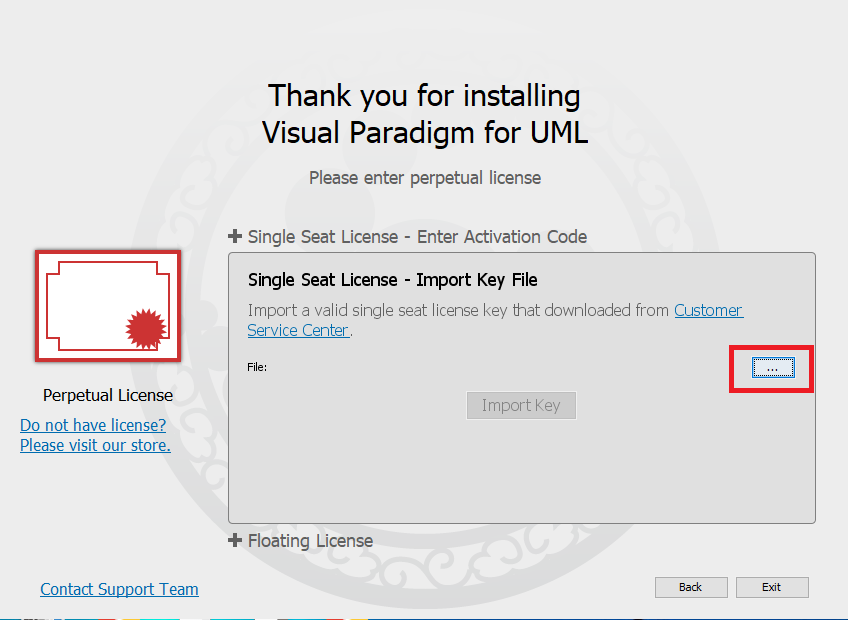 Thank you for installing
Visual Paradigm for UML
Please enter perpetual license
+ Single Seat License - Enter Activation Code
Single Seat License - Import Key File
Import a valid single seat license key that downloaded from Customer
Service Center.
File:
...
Import Key
Perpetual License
Do not have license?
Please visit our store.
+ Floating License
Contact Support Team
Back
Exit